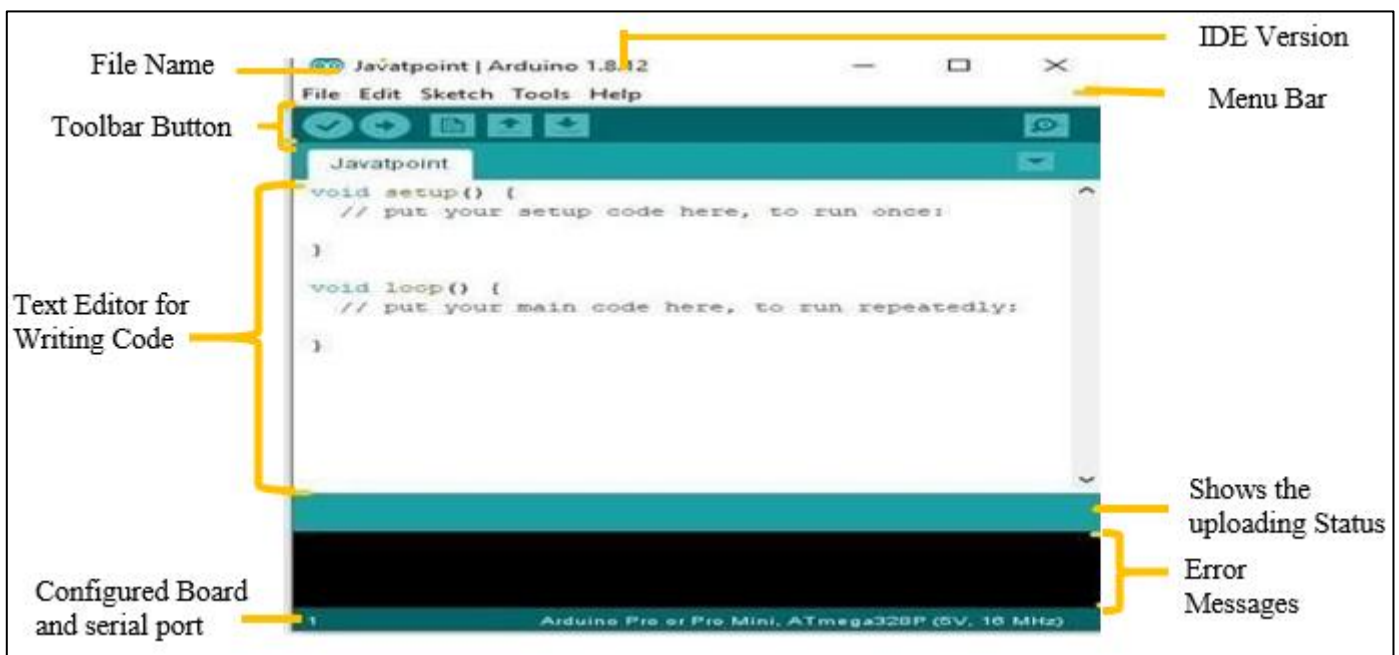 IDE Version
File Name
Javatpoint | Arduino 1.8.12
File Edit Sketch Tools Help
Menu Bar
Toolbar Button
Javatpoint
void setup() {
// put your setup code here, to run once:
}
void loop() {
// put your main code here, to run repeatedly:
}
Text Editor for
Writing Code
Shows the
uploading Status
Error
Messages
Configured Board
and serial port
1
Arduino Pro or Pro Mini, ATmega328P (5V, 16 MHz)